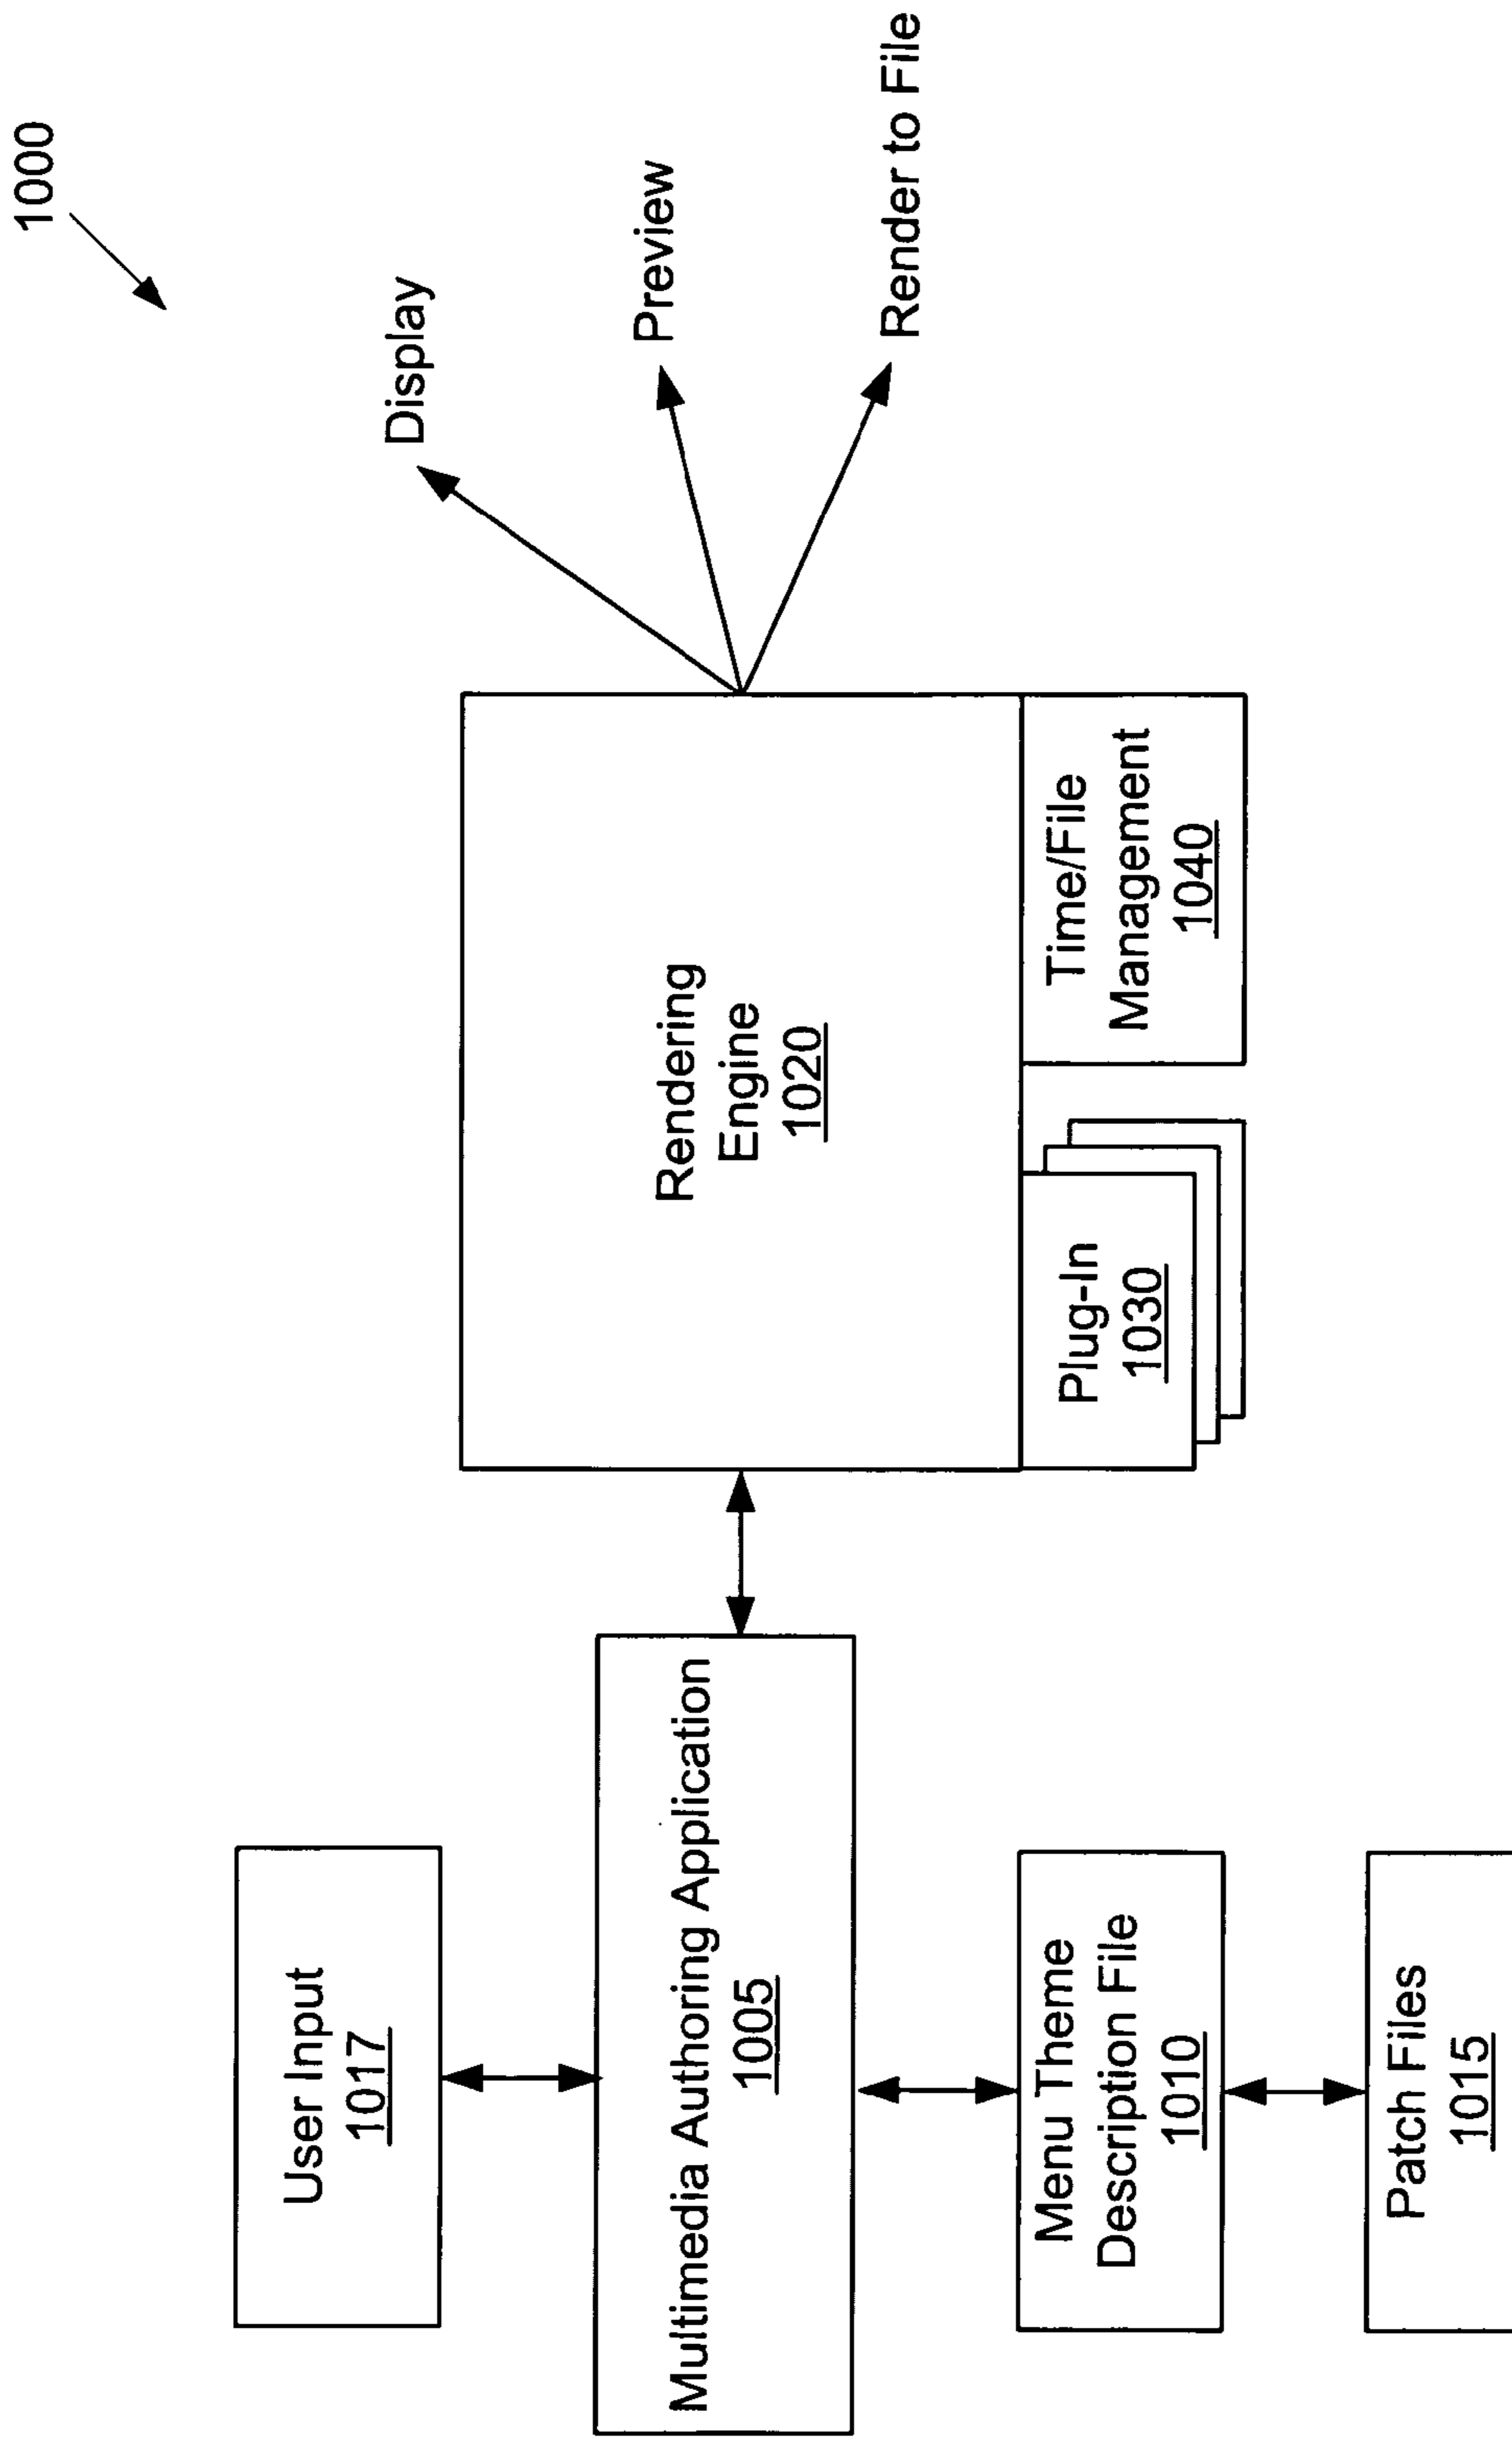 1000
User Input
1017
Multimedia Authoring Application
1005
Menu Theme
Description File
1010
Patch Files
1015
Rendering
Engine
1020
Plug-In
1030
Time/File
Management
1040
Display
Preview
Render to File